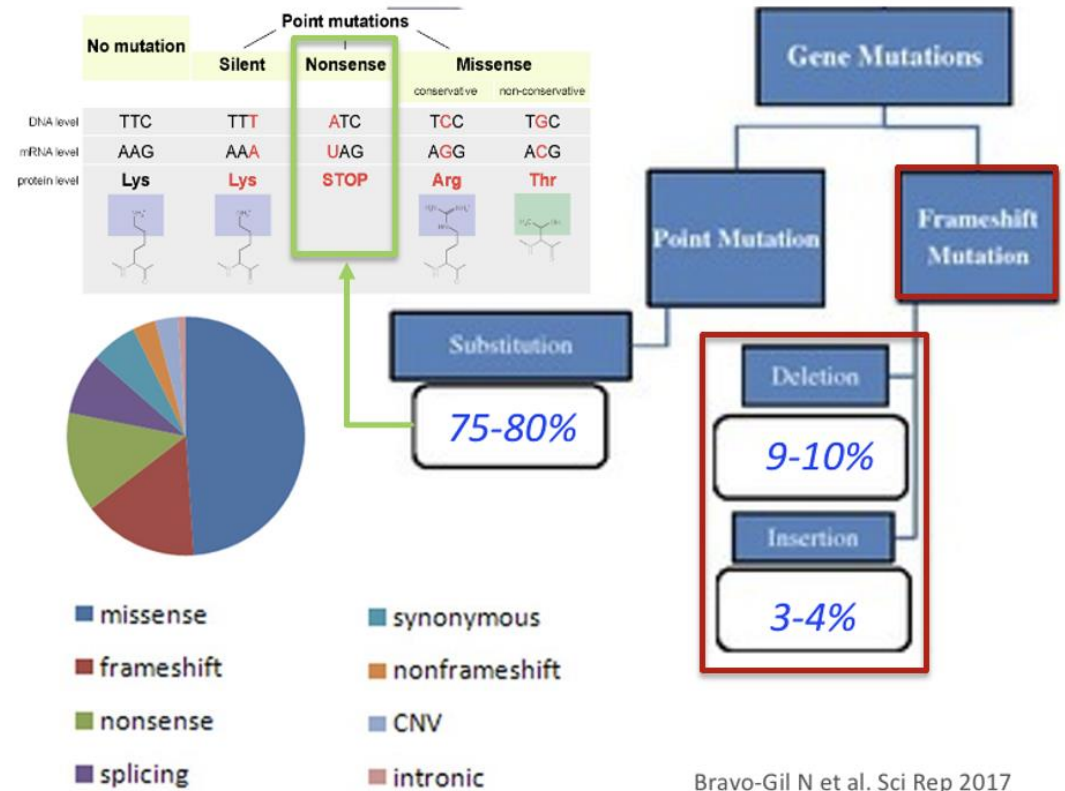 Point mutations
No mutation
Silent
Nonsense
Missense
conservative
non-conservative
DNA level TTC TTT ATC TCC TGC
mRNA level AAG AAA UAG AGG ACG
protein level Lys Lys STOP Arg Thr
Gene Mutations
Point Mutation
Frameshift
Mutation
Substitution
75-80%
Deletion
9-10%
Insertion
3-4%
missense
frameshift
nonsense
splicing
synonymous
nonframeshift
CNV
intronic
Bravo-Gil N et al. Sci Rep 2017